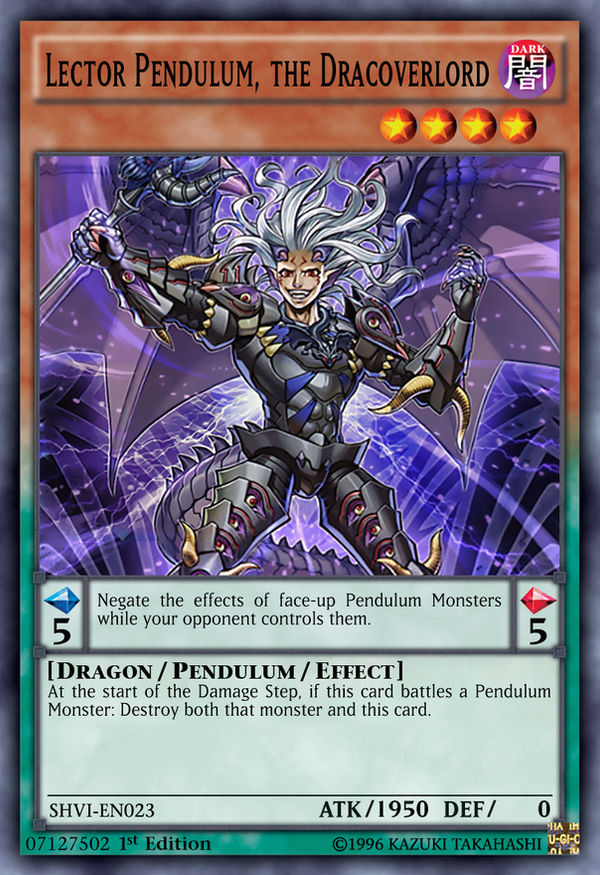 Lector Pendulum, the Dracoverlord
DARK
闇
Negate the effects of face-up Pendulum Monsters
while your opponent controls them.
5
5
[Dragon / Pendulum / Effect]
At the start of the Damage Step, if this card battles a Pendulum
Monster: Destroy both that monster and this card.
SHVI-EN023 ATK/1950 DEF/ 0
07127502 1st Edition ©1996 KAZUKI TAKAHASHI